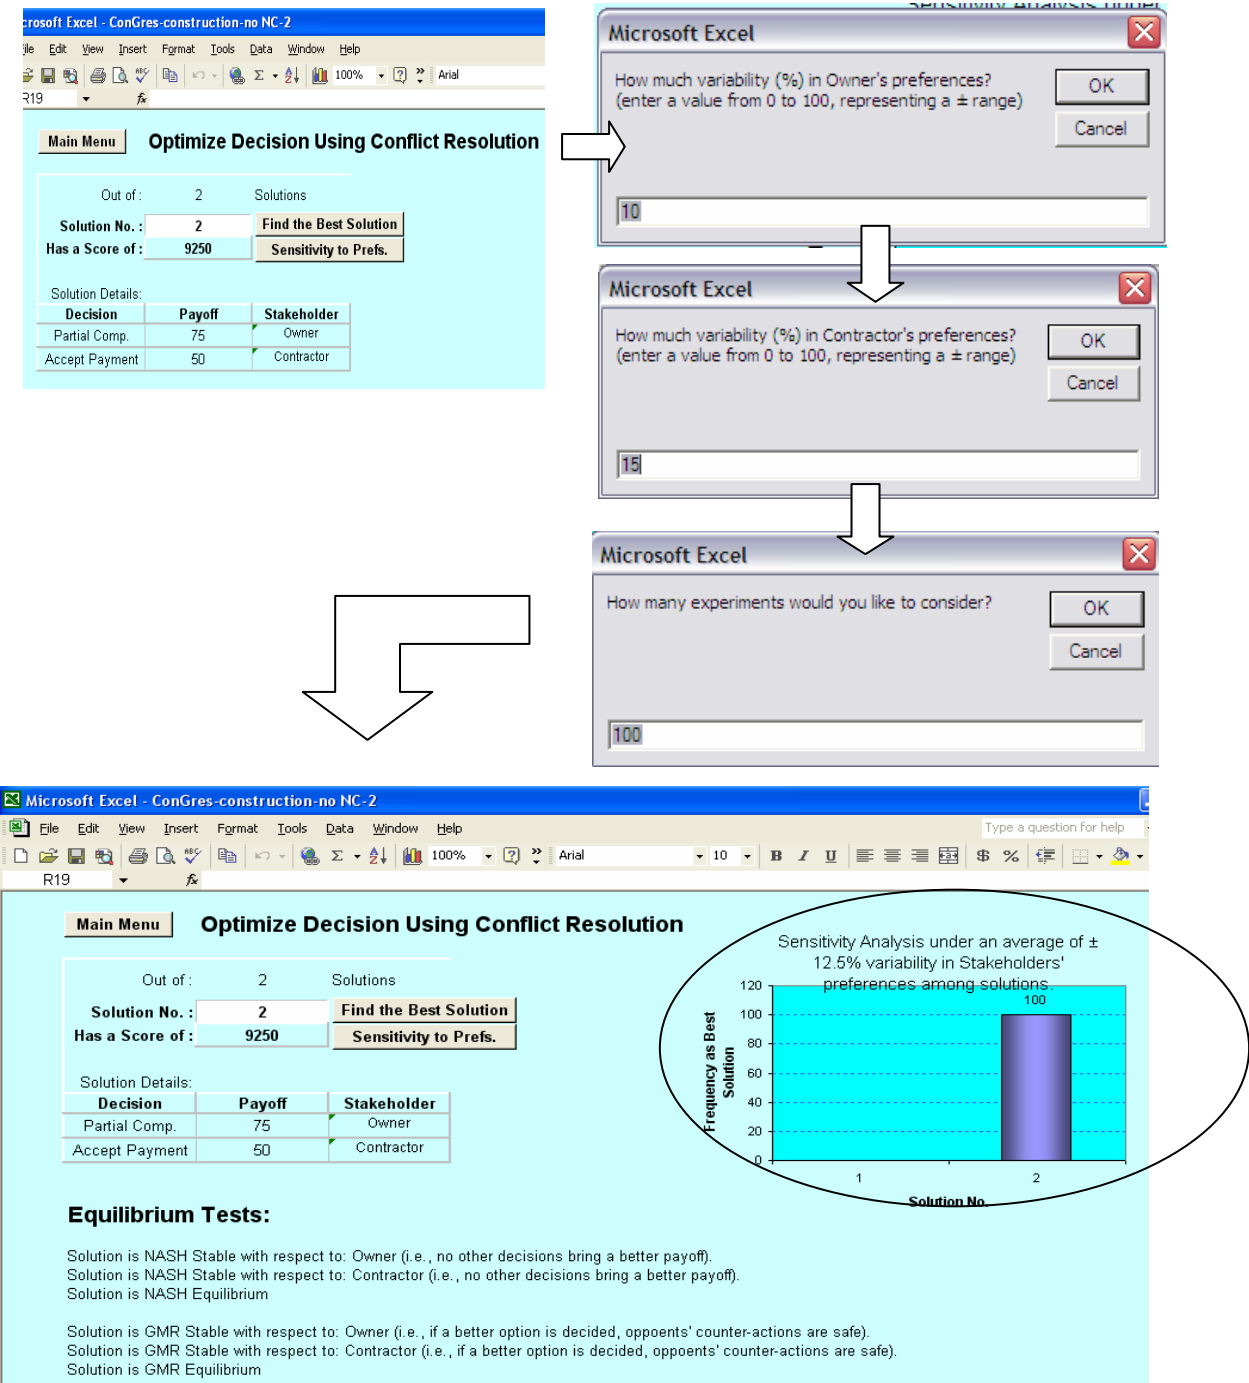 crosoft Excel - ConGres-construction-no NC-2
ile Edit View Insert Format Tools Data Window Help
100% Arial
R19 fx
Main Menu Optimize Decision Using Conflict Resolution
Out of : 2 Solutions
Solution No. : 2 Find the Best Solution
Has a Score of : 9250 Sensitivity to Prefs.
Solution Details:
Decision Payoff Stakeholder
Partial Comp. 75 Owner
Accept Payment 50 Contractor
Sensitivity Analysis under
Microsoft Excel
How much variability (%) in Owner's preferences?
(enter a value from 0 to 100, representing a ± range)
OK
Cancel
10
Microsoft Excel
How much variability (%) in Contractor's preferences?
(enter a value from 0 to 100, representing a ± range)
OK
Cancel
15
Microsoft Excel
How many experiments would you like to consider?
OK
Cancel
100
Microsoft Excel - ConGres-construction-no NC-2
File Edit View Insert Format Tools Data Window Help Type a question for help
100% Arial 10 B I U $ %
R19 fx
Main Menu Optimize Decision Using Conflict Resolution
Out of : 2 Solutions
Solution No. : 2 Find the Best Solution
Has a Score of : 9250 Sensitivity to Prefs.
Solution Details:
Decision Payoff Stakeholder
Partial Comp. 75 Owner
Accept Payment 50 Contractor
Sensitivity Analysis under an average of ±
12.5% variability in Stakeholders'
preferences among solutions.
Frequency as Best
Solution
120
100
80
60
40
20
0
100
1 2
Solution No.
Equilibrium Tests:
Solution is NASH Stable with respect to: Owner (i.e., no other decisions bring a better payoff).
Solution is NASH Stable with respect to: Contractor (i.e., no other decisions bring a better payoff).
Solution is NASH Equilibrium
Solution is GMR Stable with respect to: Owner (i.e., if a better option is decided, oppoents' counter-actions are safe).
Solution is GMR Stable with respect to: Contractor (i.e., if a better option is decided, oppoents' counter-actions are safe).
Solution is GMR Equilibrium